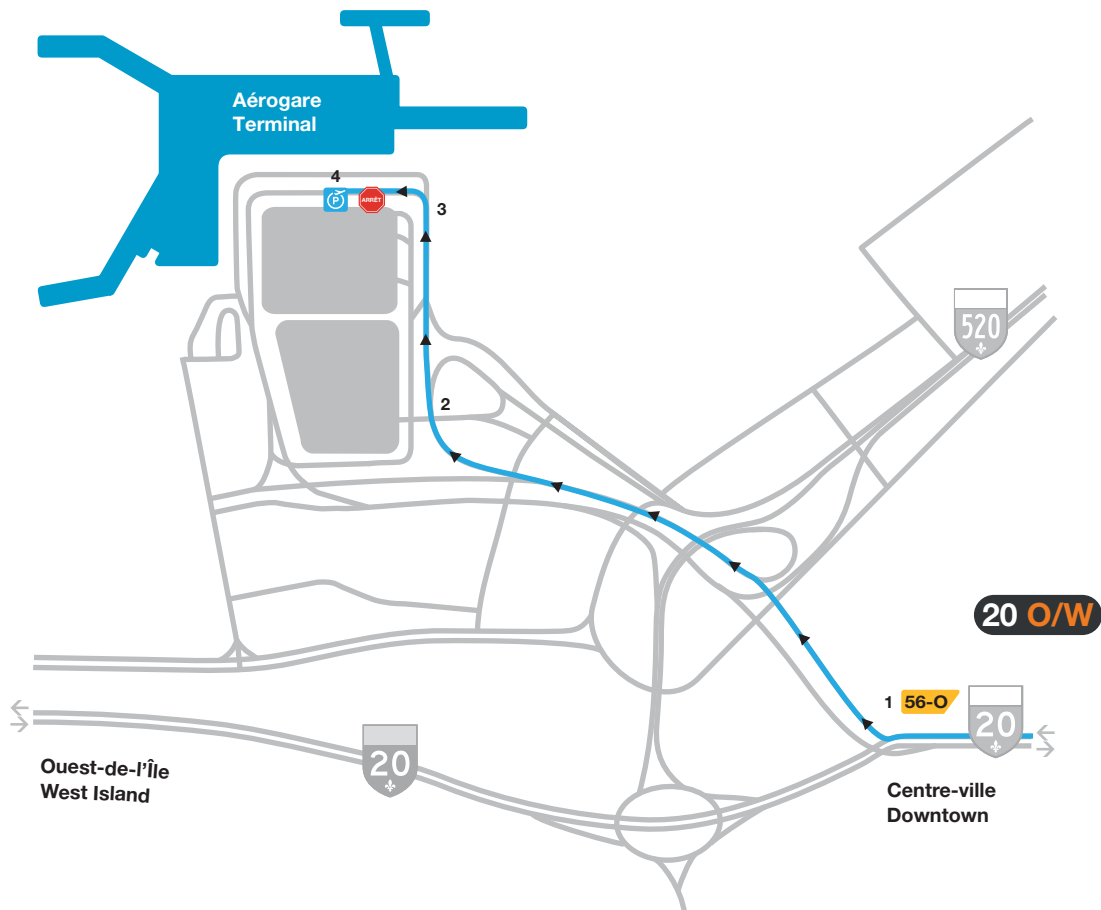 Aérogare
Terminal
4
P
ARRÊT
3
520
2
20 O/W
1 56-O
20
20
Ouest-de-l'Île
West Island
Centre-ville
Downtown